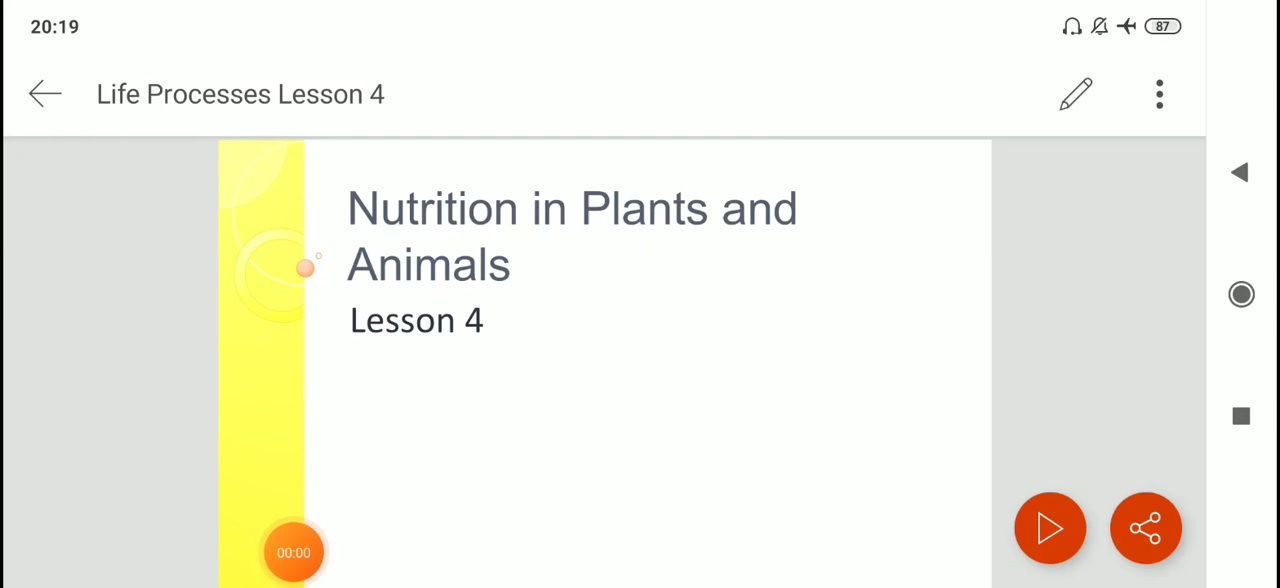 20:19
87
Life Processes Lesson 4
Nutrition in Plants and
Animals
Lesson 4
00:00